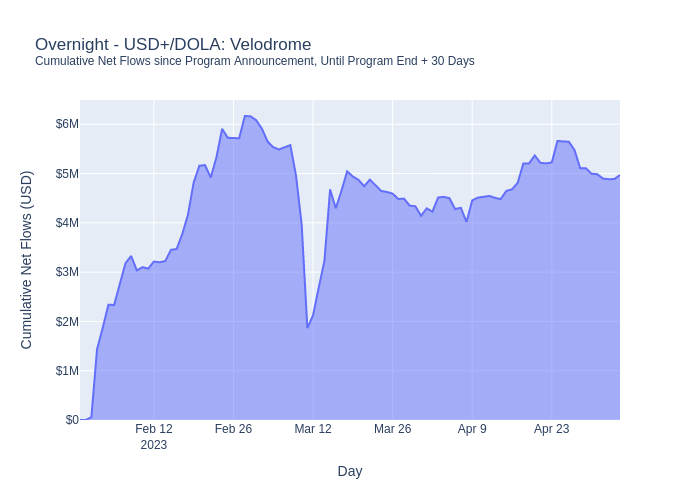 Overnight - USD+/DOLA: Velodrome
Cumulative Net Flows since Program Announcement, Until Program End + 30 Days
Cumulative Net Flows (USD)
$6M
$5M
$4M
$3M
$2M
$1M
$0
Feb 12
2023
Feb 26
Mar 12
Mar 26
Apr 9
Apr 23
Day